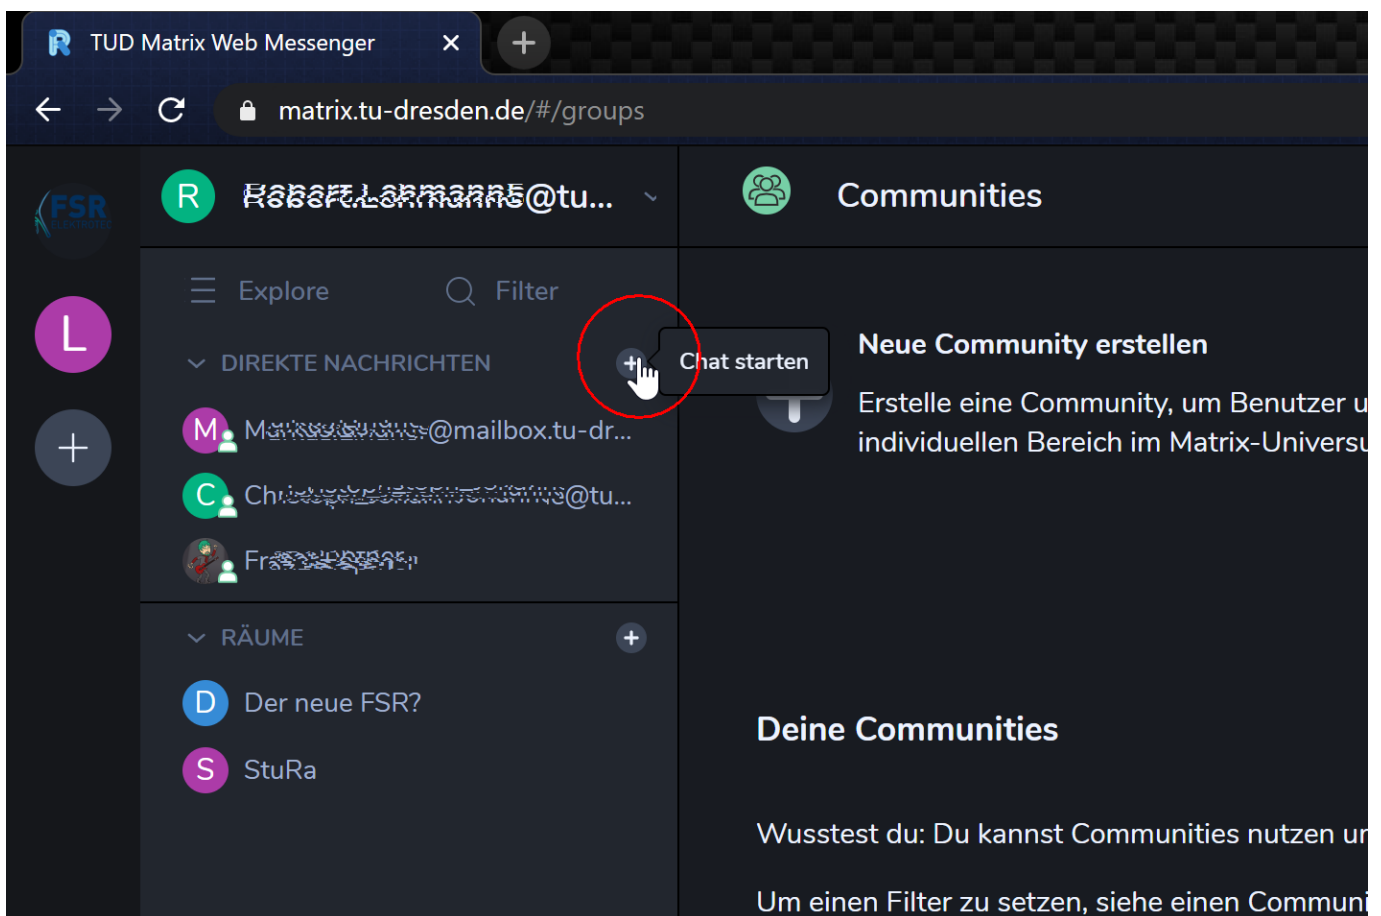 TUD Matrix Web Messenger
matrix.tu-dresden.de/#/groups
FSR
R
@tu...
Communities
Explore
Filter
L
DIREKTE NACHRICHTEN
Chat starten
Neue Community erstellen
Erstelle eine Community, um Benutzer u
individuellen Bereich im Matrix-Universu
M
@mailbox.tu-dr...
C
@tu...
RÄUME
D
Der neue FSR?
S
StuRa
Deine Communities
Wusstest du: Du kannst Communities nutzen un
Um einen Filter zu setzen, siehe einen Communi